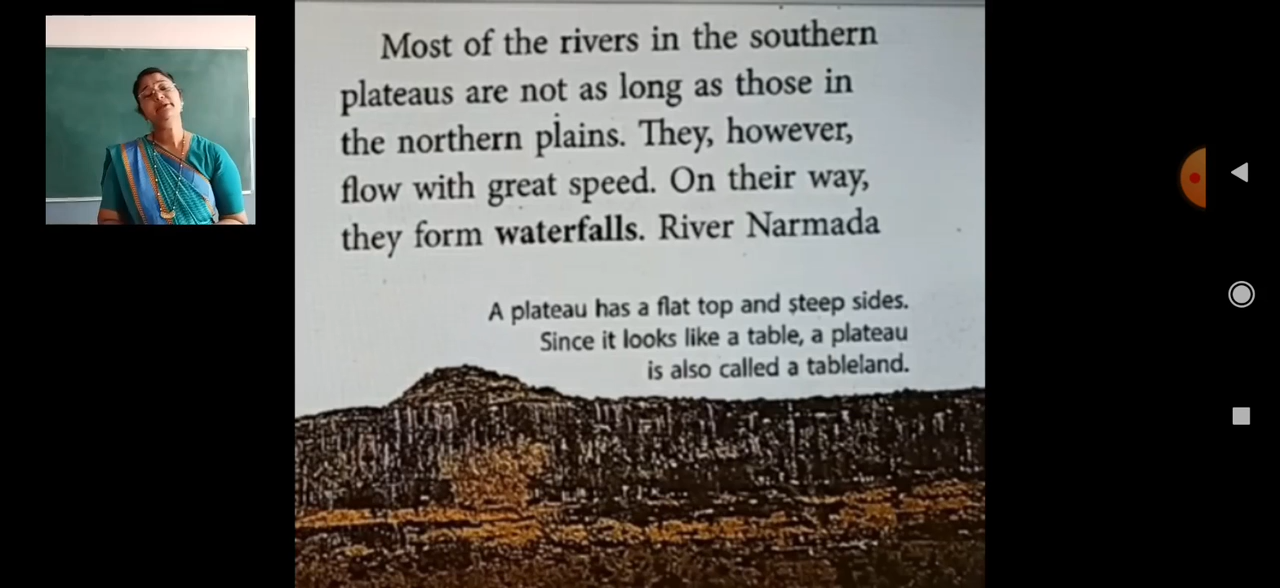 Most of the rivers in the southern
plateaus are not as long as those in
the northern plains. They, however,
flow with great speed. On their way,
they form waterfalls. River Narmada
A plateau has a flat top and steep sides.
Since it looks like a table, a plateau
is also called a tableland.